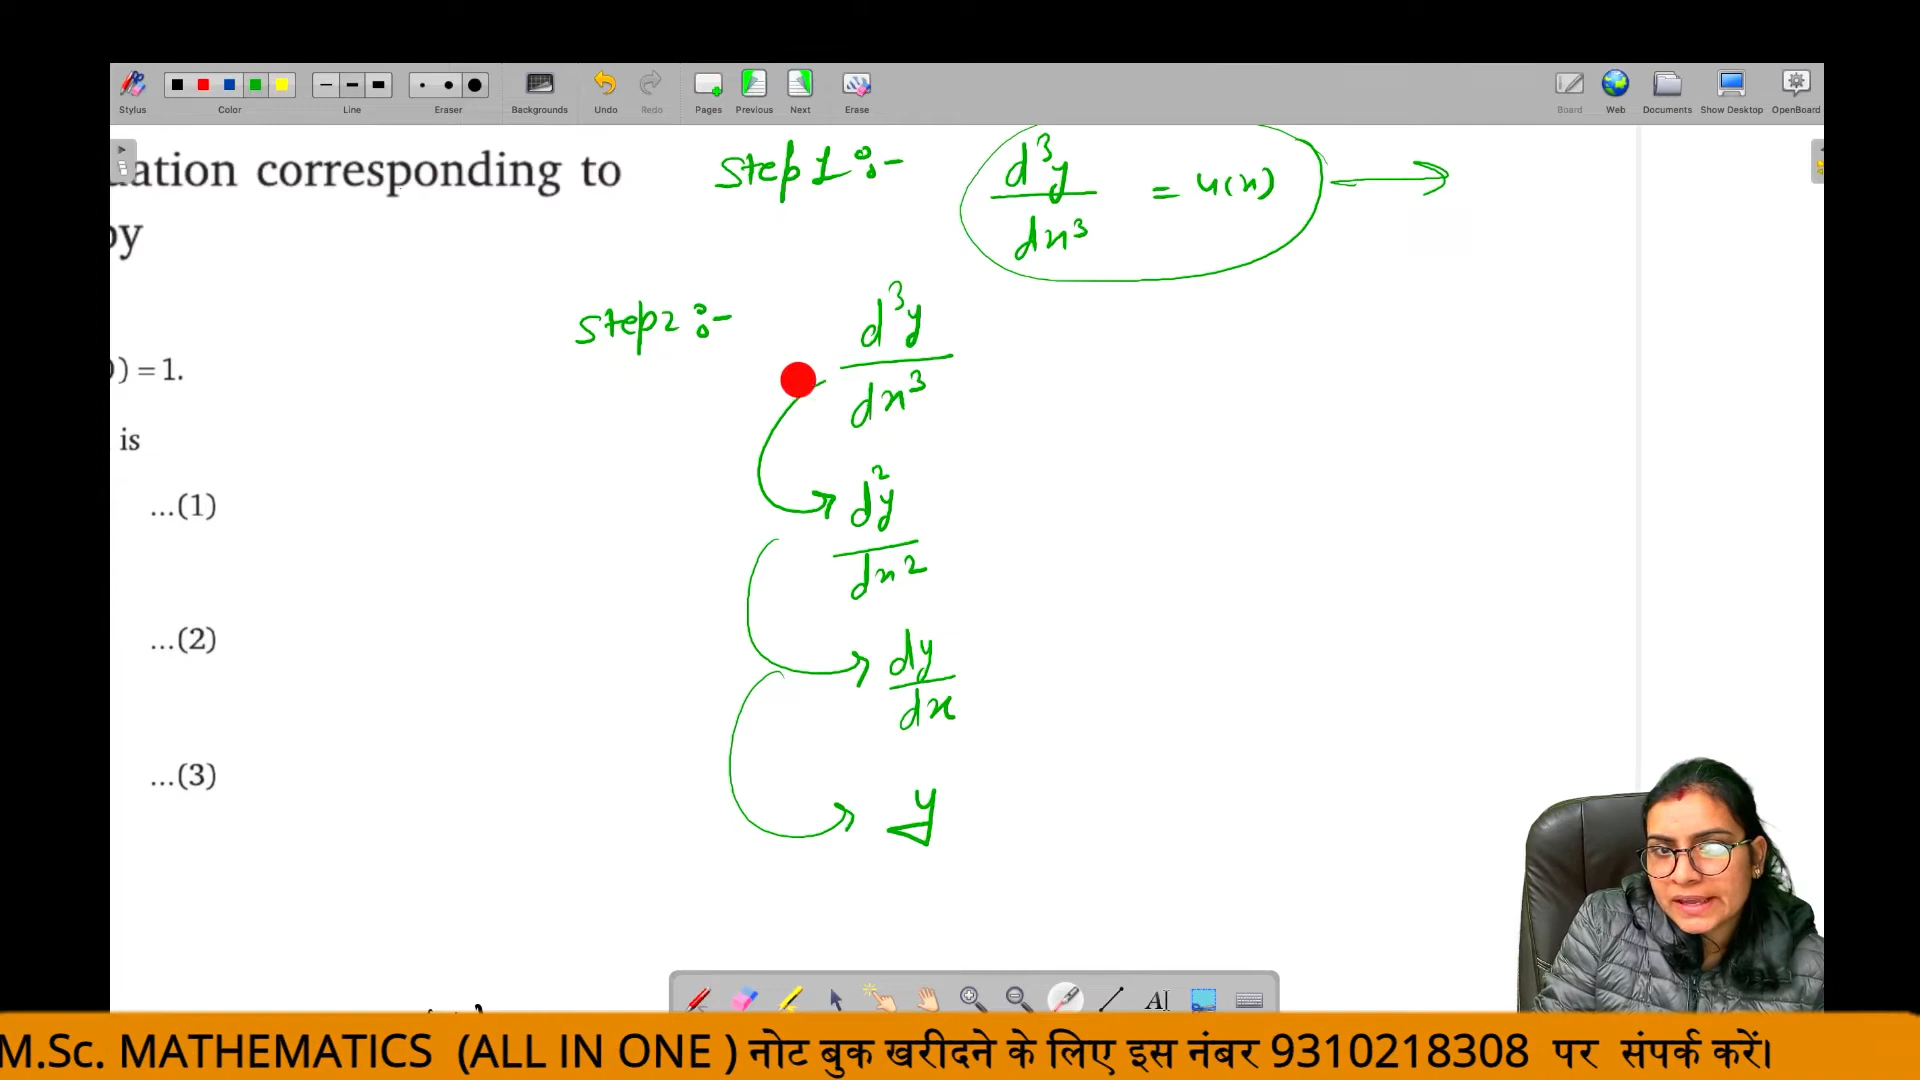 Stylus Color Line Eraser Backgrounds Undo Redo Pages Previous Next Erase Board Web Documents Show Desktop OpenBoard
uation corresponding to
by
) = 1.
is
...(1)
...(2)
...(3)
Step 1 :-
d³y/dx³ = u(x)
Step 2 :-
d³y/dx³
d²y/dx²
dy/dx
y
M.Sc. MATHEMATICS (ALL IN ONE ) नोट बुक खरीदने के लिए इस नंबर 9310218308 पर संपर्क करें।